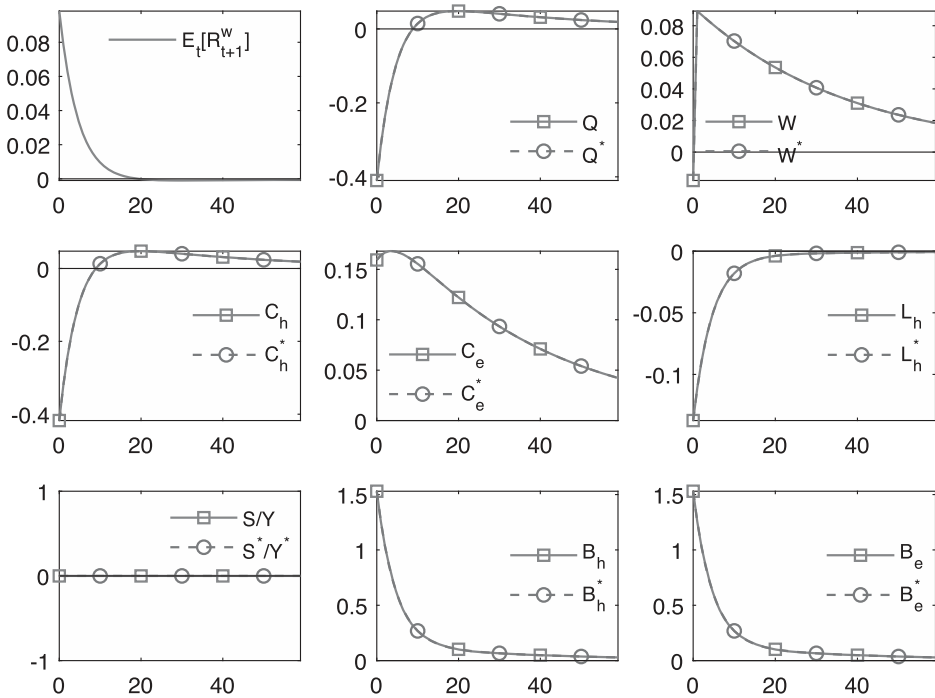 0.08
0.06
0.04
0.02
0
E_t[R^w_{t+1}]
0 20 40
0
-0.2
-0.4
Q
Q^*
0 20 40
0.08
0.06
0.04
0.02
0
W
W^*
0 20 40
0
-0.2
-0.4
C_h
C_h^*
0 20 40
0.15
0.1
0.05
0
C_e
C_e^*
0 20 40
0
-0.05
-0.1
L_h
L_h^*
0 20 40
1
0
-1
S/Y
S^*/Y^*
0 20 40
1.5
1
0.5
0
B_h
B_h^*
0 20 40
1.5
1
0.5
0
B_e
B_e^*
0 20 40